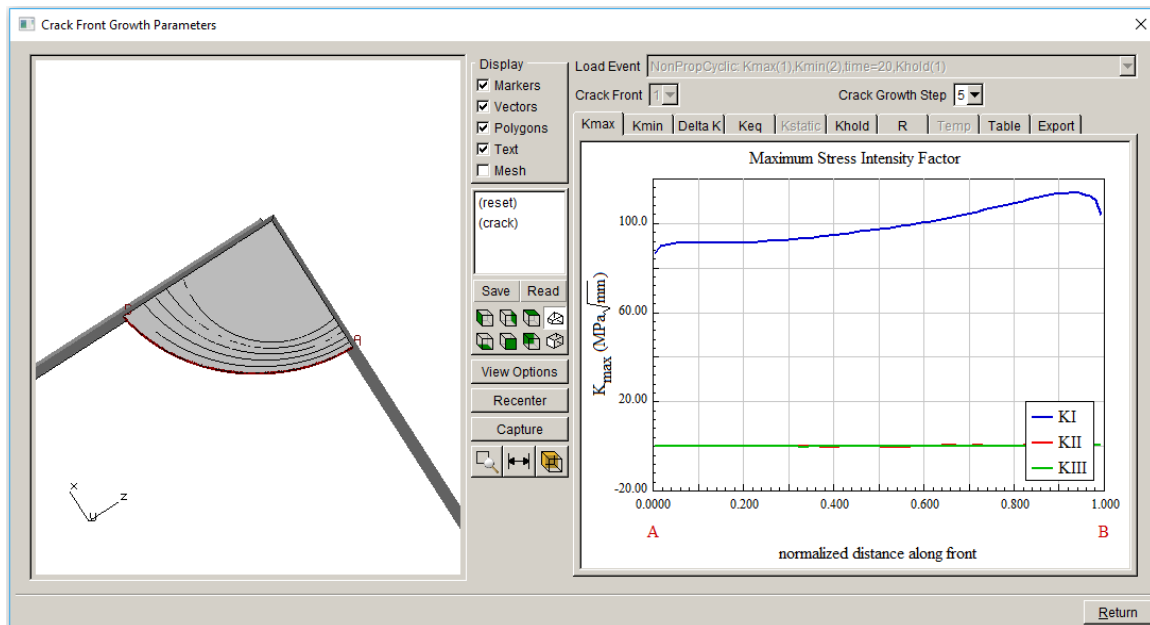 Crack Front Growth Parameters
A
x
z
y
Display
Markers
Vectors
Polygons
Text
Mesh
(reset)
(crack)
Save Read
View Options
Recenter
Capture
Load Event NonPropCyclic: Kmax(1),Kmin(2),time=20,Khold(1)
Crack Front 1 Crack Growth Step 5
Kmax Kmin Delta K Keq Kstatic Khold R Temp Table Export
Maximum Stress Intensity Factor
K_max (MPa√mm)
100.0
60.00
20.00
-20.00
KI
KII
KIII
0.0000 0.200 0.400 0.600 0.800 1.000
A B
normalized distance along front
Return